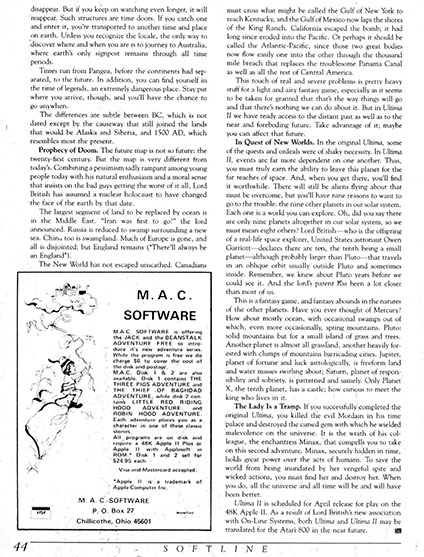 disappear. But if you keep on watching even longer, it will
reappear. Such structures are time doors. If you catch one
and enter it, you're transported to another time and place
on earth. Unless you recognize the locale, the only way to
discover where and when you are is to journey to Australia,
where earth's only signpost remains through all time
periods.
Times run from Pangea, before the continents had sep-
arated, to the future. In addition, you can find yourself in
the time of legends, an extremely dangerous place. Stay put
where you arrive, though, and you'll have the chance to
go anywhere.
The differences are subtle between BC, which is not
dated except by the causeway that still joined the lands
that would be Alaska and Siberia, and 1500 AD, which
resembles most the present.
Prophecy of Doom. The future map is not so future: the
twenty-first century. But the map is very different from
today's. Combining a pessimism sadly rampant among young
people today with his natural enthusiasm and a moral sense
that insists on the bad guys getting the worst of it all, Lord
British has assumed a nuclear holocaust to have changed
the face of the earth by that date.
The largest segment of land to be replaced by ocean is
in the Middle East. "Iran was first to go!" the lord
announced. Russia is reduced to swamp surrounding a new
sea. China too is swampland. Much of Europe is gone, and
all is disjointed; but England remains ("There'll always be
an England").
The New World has not escaped unscathed. Canadians
M.A.C.
SOFTWARE
M.A.C. SOFTWARE is offering
the JACK and the BEANSTALK
ADVENTURE FREE to intro-
duce it's new adventure series.
While the program is free we do
charge $6 to cover the cost of
the disk and postage.
M.A.C. Disk 1 & 2 are also
available. Disk 1 contains THE
THREE PIGS ADVENTURE and
THE THIEF OF BAGHDAD
ADVENTURE, while disk 2 con-
tains LITTLE RED RIDING
HOOD ADVENTURE and
ROBIN HOOD ADVENTURE.
Each adventure places you as a
character in one of these classic
stories.
All programs are on disk and
require a 48K Apple II Plus or
Apple II with Applesoft in
ROM.* Disk 1 and 2 sell for
$24.95 each.
Visa and Mastercard accepted.
*Apple II is a trademark of
Apple Computer Inc.
M.A.C. SOFTWARE
P.O. Box 27
Chillicothe, Ohio 45601
must cross what might be called the Gulf of New York to
reach Kentucky, and the Gulf of Mexico now laps the shores
of the King Ranch. California escaped the bomb; it had
long since eroded into the Pacific. Or perhaps it should be
called the Atlantic-Pacific, since those two great bodies
now flow easily one into the other through the thousand
mile breach that replaces the troublesome Panama Canal
as well as all the rest of Central America.
This touch of real and severe problems is pretty heavy
stuff for a light and airy fantasy game, especially as it seems
to be taken for granted that that's the way things will go
and that there's nothing we can do about it. But in Ultima
II we have ready access to the distant past as well as to the
near and foreboding future. Take advantage of it; maybe
you can affect that future.
In Quest of New Worlds. In the original Ultima, some
of the quests and ordeals were of shaky necessity. In Ultima
II, events are far more dependent on one another. Thus,
you must truly earn the ability to leave this planet for the
far reaches of space. And, when you get there, you'll find
it worthwhile. There will still be aliens flying about that
must be overcome, but you'll have nine reasons to want to
go to the trouble: the nine other planets in our solar system.
Each one is a world you can explore. Oh, did you say there
are only nine planets altogether in our solar system, so we
must mean eight others? Lord British—who is the offspring
of a real-life space explorer, United States astronaut Owen
Garriott—declares there are ten, the tenth being a small
planet—although probably larger than Pluto—that travels
in an oblique orbit usually outside Pluto and sometimes
inside. Remember, we knew about Pluto years before we
could see it. And the lord's parent has been a lot closer
than most of us.
This is a fantasy game, and fantasy abounds in the natures
of the other planets. Have you ever thought of Mercury?
How about mostly ocean, with occasional swamps out of
which, even more occasionally, spring mountains. Pluto:
solid mountains but for a small island of grass and trees.
Another planet is almost all grassland, another heavily for-
ested with clumps of mountains barricading cities. Jupiter,
planet of fortune and luck astrologically, is freeform land
and water masses swirling about; Saturn, planet of respon-
sibility and sobriety, is patterned and samely. Only Planet
X, the tenth planet, has a castle; how curious to meet the
king who lives in it.
The Lady Is a Tramp. If you successfully completed the
original Ultima, you killed the evil Mordain in his time
palace and destroyed the cursed gem with which he wielded
malevolence on the universe. It is the wrath of his col-
league, the enchantress Minax, that compells you to take
on this second adventure. Minax, securely hidden in time,
holds great power over the acts of humans. To save the
world from being inundated by her vengeful spite and
wicked actions, you must find her and destroy her. When
you do, all the universe and all time will be and will have
been better.
Ultima II is scheduled for April release for play on the
48K Apple II. As a result of Lord British's new association
with On-Line Systems, both Ultima and Ultima II may be
translated for the Atari 800 in the near future.
44
SOFTLINE